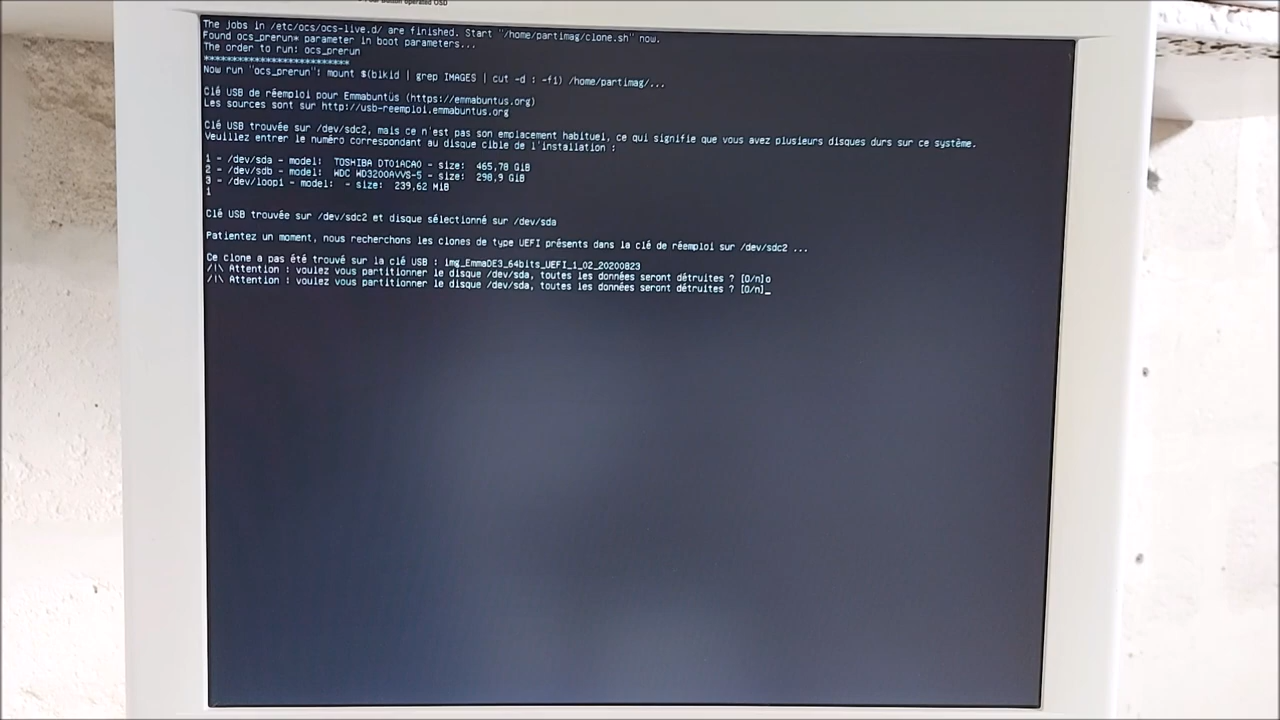 operated OSD
The jobs in /etc/ocs/ocs-live.d/ are finished. Start "/home/partimag/clone.sh" now.
Found ocs_prerun* parameter in boot parameters...
The order to run: ocs_prerun
*****************************
Now run "ocs_prerun": mount $(blkid | grep IMAGES | cut -d : -f1) /home/partimag/...
Clé USB de réemploi pour Emmabuntüs (https://emmabuntus.org)
Les sources sont sur http://usb-reemploi.emmabuntus.org
Clé USB trouvée sur /dev/sdc2, mais ce n'est pas son emplacement habituel, ce qui signifie que vous avez plusieurs disques durs sur ce système.
Veuillez entrer le numéro correspondant au disque cible de l'installation :
1 - /dev/sda - model: TOSHIBA DT01ACA0 - size: 465,78 GiB
2 - /dev/sdb - model: WDC WD3200AVVS-5 - size: 298,9 GiB
3 - /dev/loop1 - model: - size: 239,62 MiB
1
Clé USB trouvée sur /dev/sdc2 et disque sélectionné sur /dev/sda
Patientez un moment, nous recherchons les clones de type UEFI présents dans la clé de réemploi sur /dev/sdc2 ...
Ce clone a pas été trouvé sur la clé USB : img_EmmaDE3_64bits_UEFI_1_02_20200823
/!\ Attention : voulez vous partitionner le disque /dev/sda, toutes les données seront détruites ? [O/n]o
/!\ Attention : voulez vous partitionner le disque /dev/sda, toutes les données seront détruites ? [O/n]_